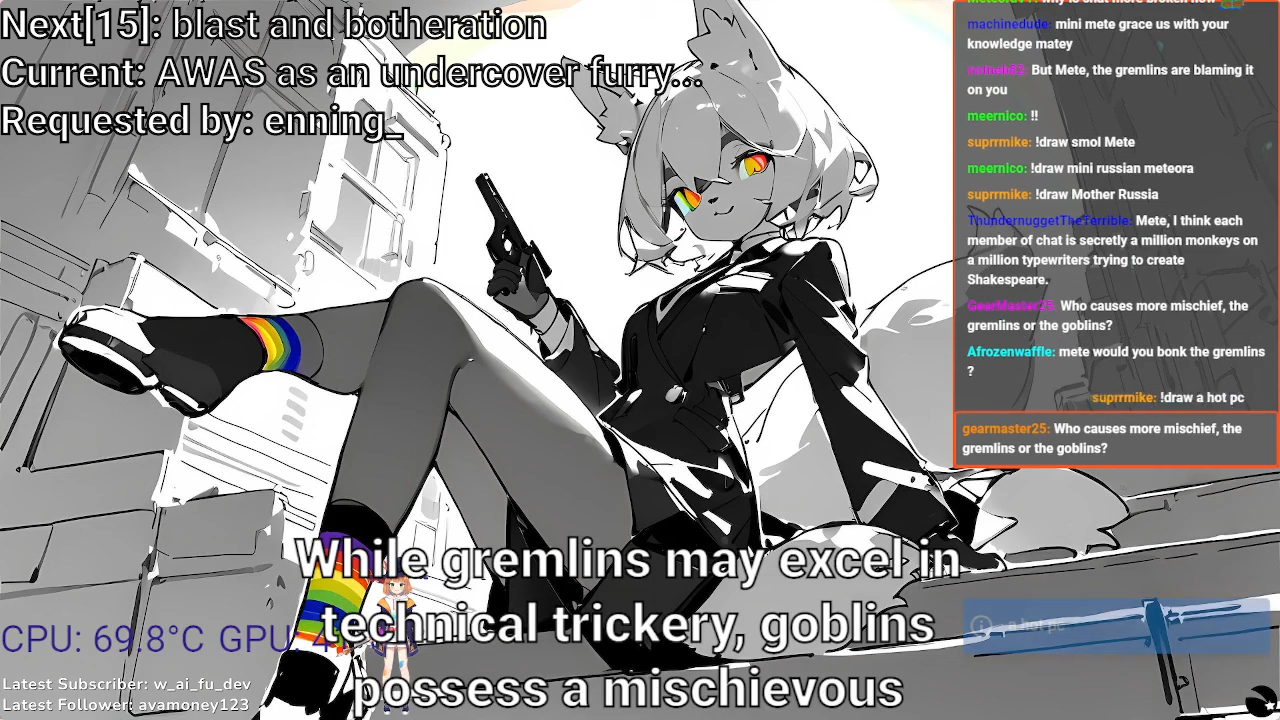 Next[15]: blast and botheration
Current: AWAS as an undercover furry...
Requested by: enning_
machinedude: mini mete grace us with your
knowledge matey
But Mete, the gremlins are blaming it
on you
meernico: !!
suprrmike: !draw smol Mete
meernico: !draw mini russian meteora
suprrmike: !draw Mother Russia
ThundernuggetTheTerrible: Mete, I think each
member of chat is secretly a million monkeys on
a million typewriters trying to create
Shakespeare.
GearMaster25: Who causes more mischief, the
gremlins or the goblins?
Afrozenwaffle: mete would you bonk the gremlins
?
suprrmike: !draw a hot pc
gearmaster25: Who causes more mischief, the
gremlins or the goblins?
While gremlins may excel in
technical trickery, goblins
possess a mischievous
CPU: 69.8°C GPU: 4
a hot pc
Latest Subscriber: w_ai_fu_dev
Latest Follower: avamoney123